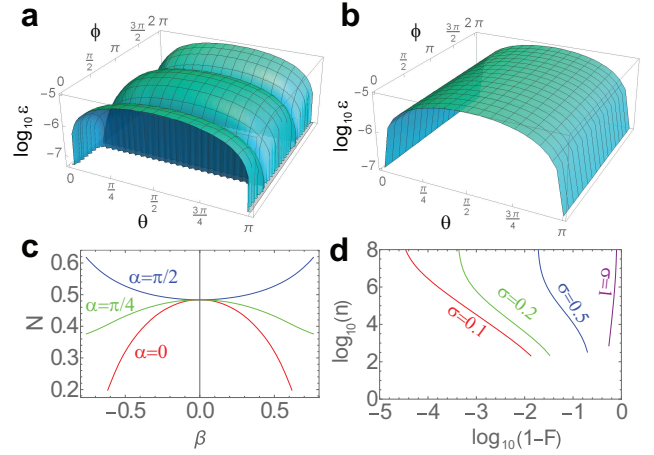 a
b
ϕ
0
π/2
π
3π/2
2π
-5
-6
-7
log₁₀ ε
0
π/4
π/2
3π/4
π
θ
ϕ
0
π/2
π
3π/2
2π
-5
-6
-7
log₁₀ ε
0
π/4
π/2
3π/4
π
θ
c
d
0.6
0.5
0.4
0.3
0.2
N
α=π/2
α=π/4
α=0
−0.5
0.0
0.5
β
8
6
4
2
0
log₁₀(n)
σ=0.1
σ=0.2
σ=0.5
σ=1
−5
−4
−3
−2
−1
0
log₁₀(1−F)